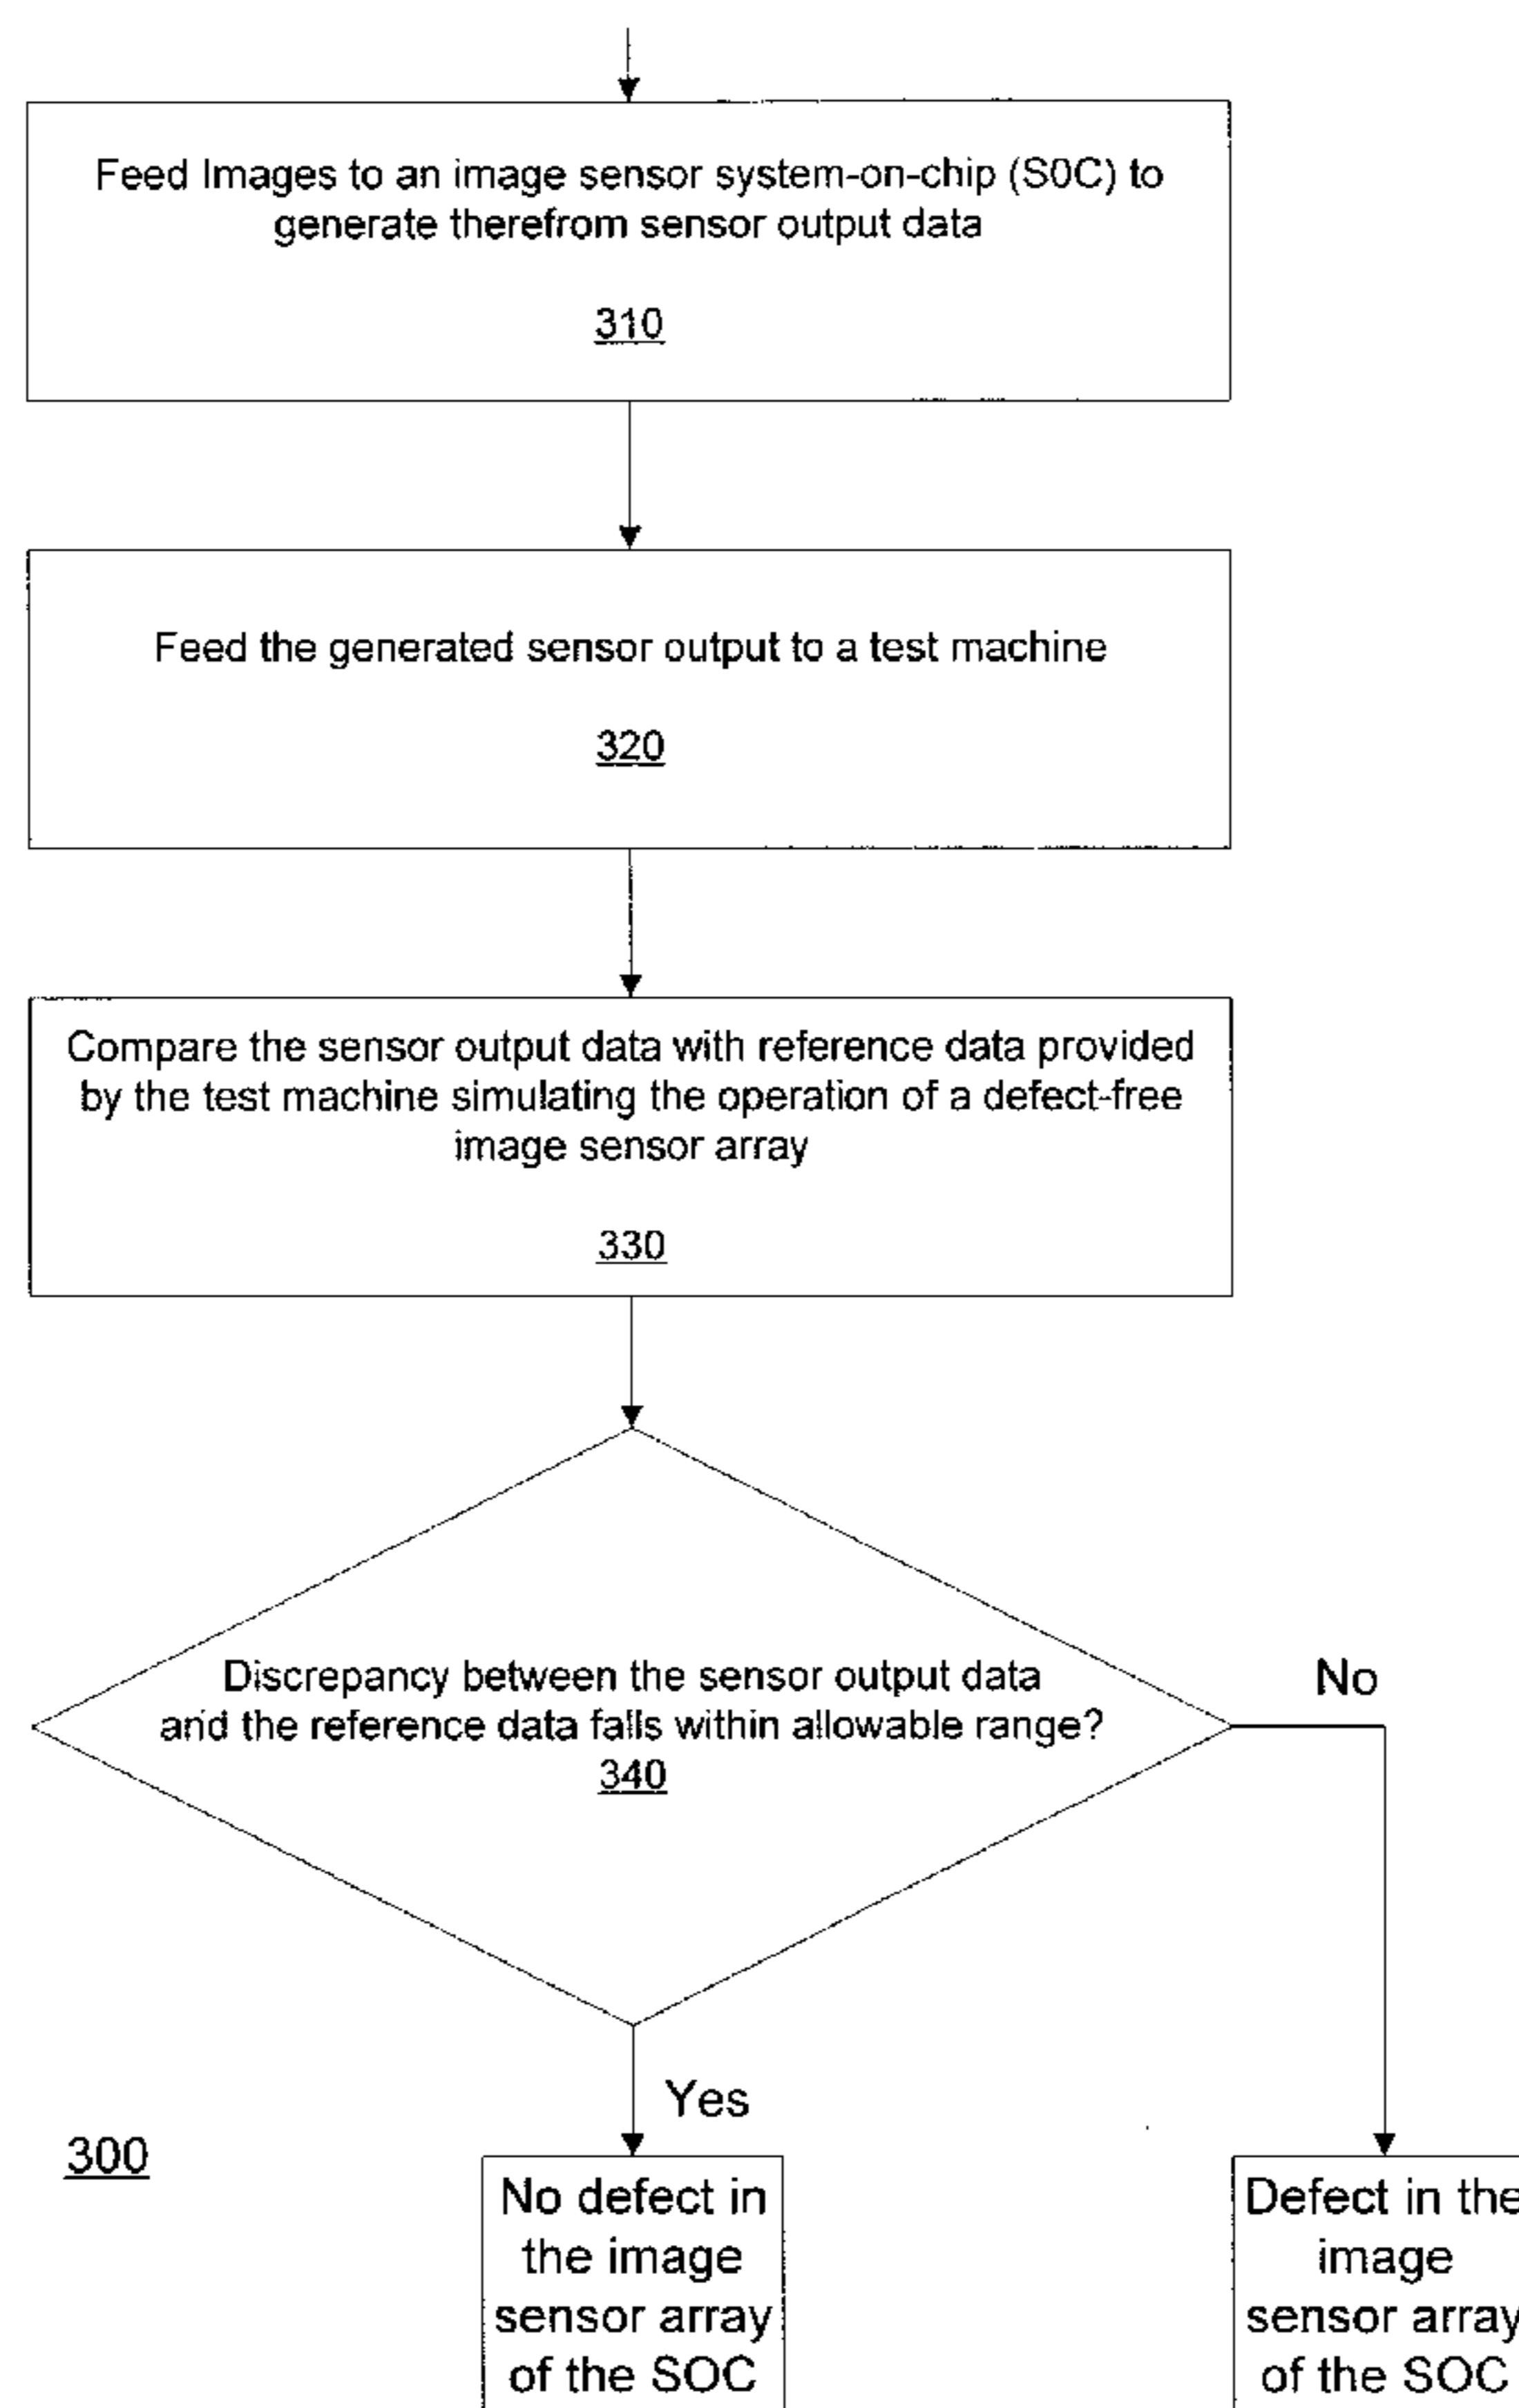 Feed Images to an image sensor system-on-chip (S0C) to
generate therefrom sensor output data
310
Feed the generated sensor output to a test machine
320
Compare the sensor output data with reference data provided
by the test machine simulating the operation of a defect-free
image sensor array
330
Discrepancy between the sensor output data
and the reference data falls within allowable range?
340
No
Yes
300
No defect in
the image
sensor array
of the SOC
Defect in the
image
sensor array
of the SOC